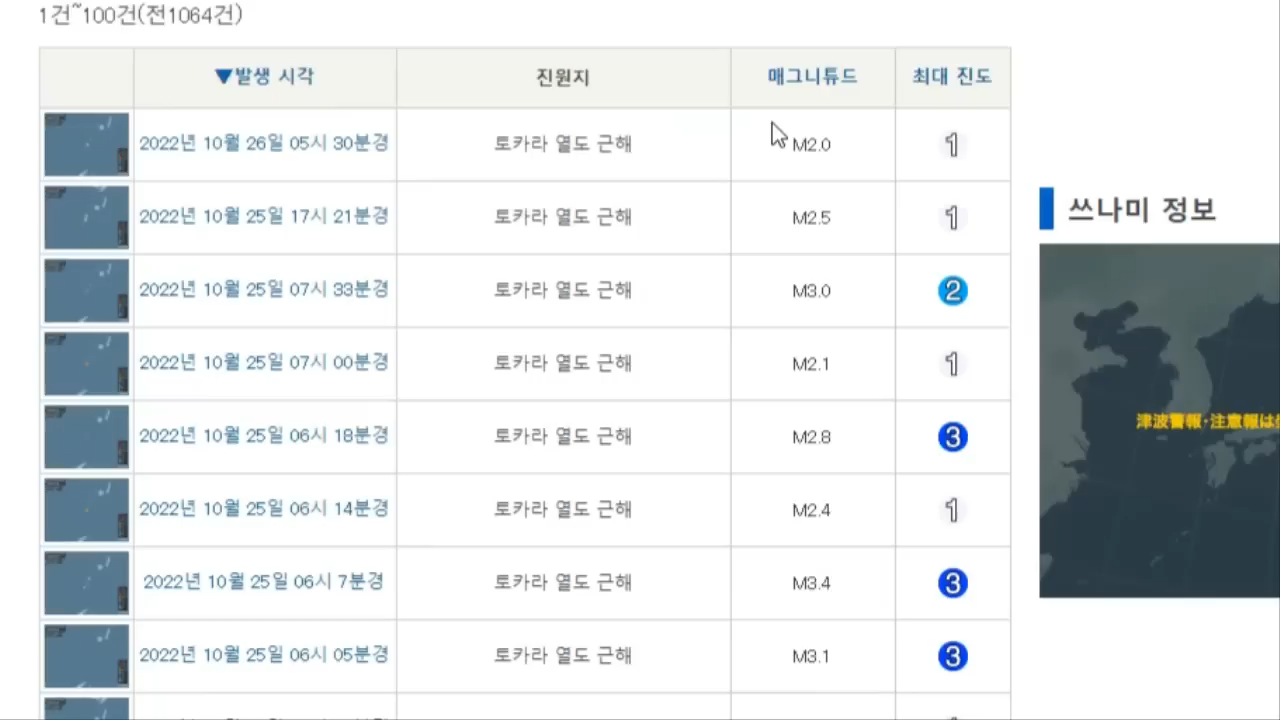 1건~100건(전1064건)
▼발생 시각 진원지 매그니튜드 최대 진도
2022년 10월 26일 05시 30분경 토카라 열도 근해 M2.0 1
2022년 10월 25일 17시 21분경 토카라 열도 근해 M2.5 1
2022년 10월 25일 07시 33분경 토카라 열도 근해 M3.0 2
2022년 10월 25일 07시 00분경 토카라 열도 근해 M2.1 1
2022년 10월 25일 06시 18분경 토카라 열도 근해 M2.8 3
2022년 10월 25일 06시 14분경 토카라 열도 근해 M2.4 1
2022년 10월 25일 06시 7분경 토카라 열도 근해 M3.4 3
2022년 10월 25일 06시 05분경 토카라 열도 근해 M3.1 3
쓰나미 정보
津波警報·注意報は